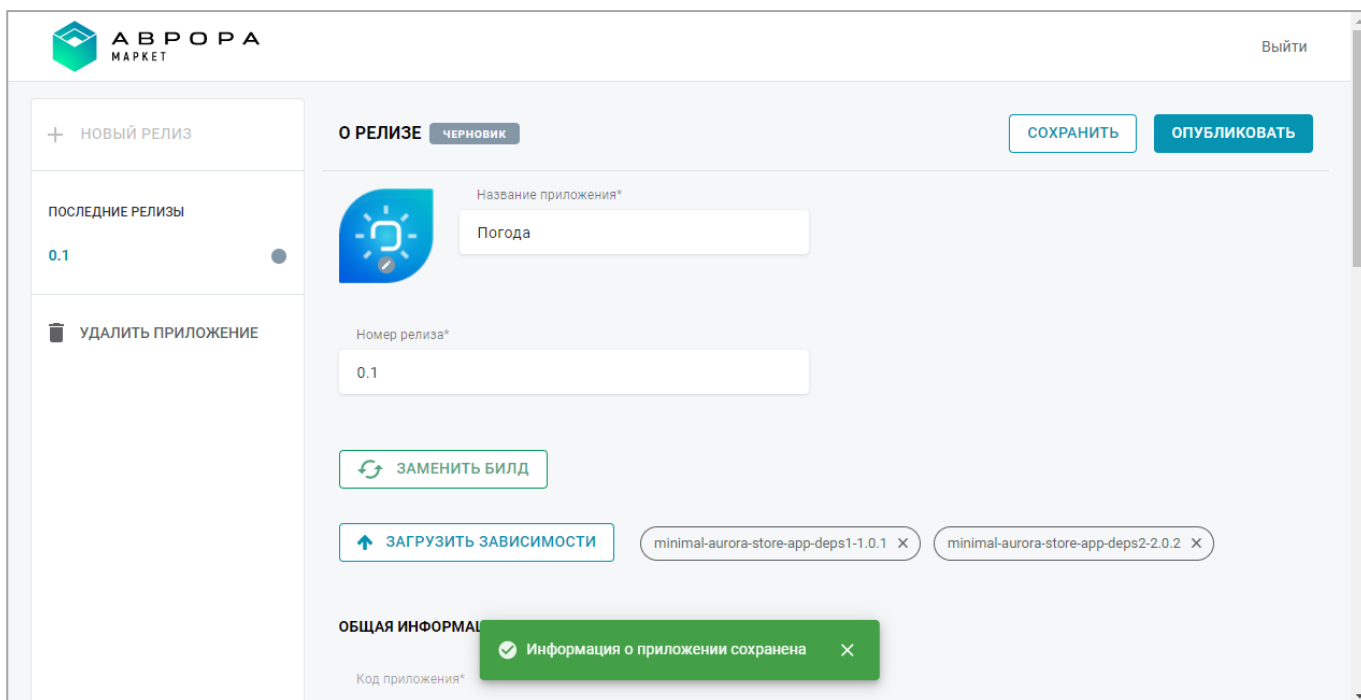 АВРОРА
МАРКЕТ
Выйти
НОВЫЙ РЕЛИЗ
ПОСЛЕДНИЕ РЕЛИЗЫ
0.1
УДАЛИТЬ ПРИЛОЖЕНИЕ
О РЕЛИЗЕ ЧЕРНОВИК
СОХРАНИТЬ
ОПУБЛИКОВАТЬ
Название приложения*
Погода
Номер релиза*
0.1
ЗАМЕНИТЬ БИЛД
ЗАГРУЗИТЬ ЗАВИСИМОСТИ
minimal-aurora-store-app-deps1-1.0.1
minimal-aurora-store-app-deps2-2.0.2
ОБЩАЯ ИНФОРМАЦ
Информация о приложении сохранена
Код приложения*